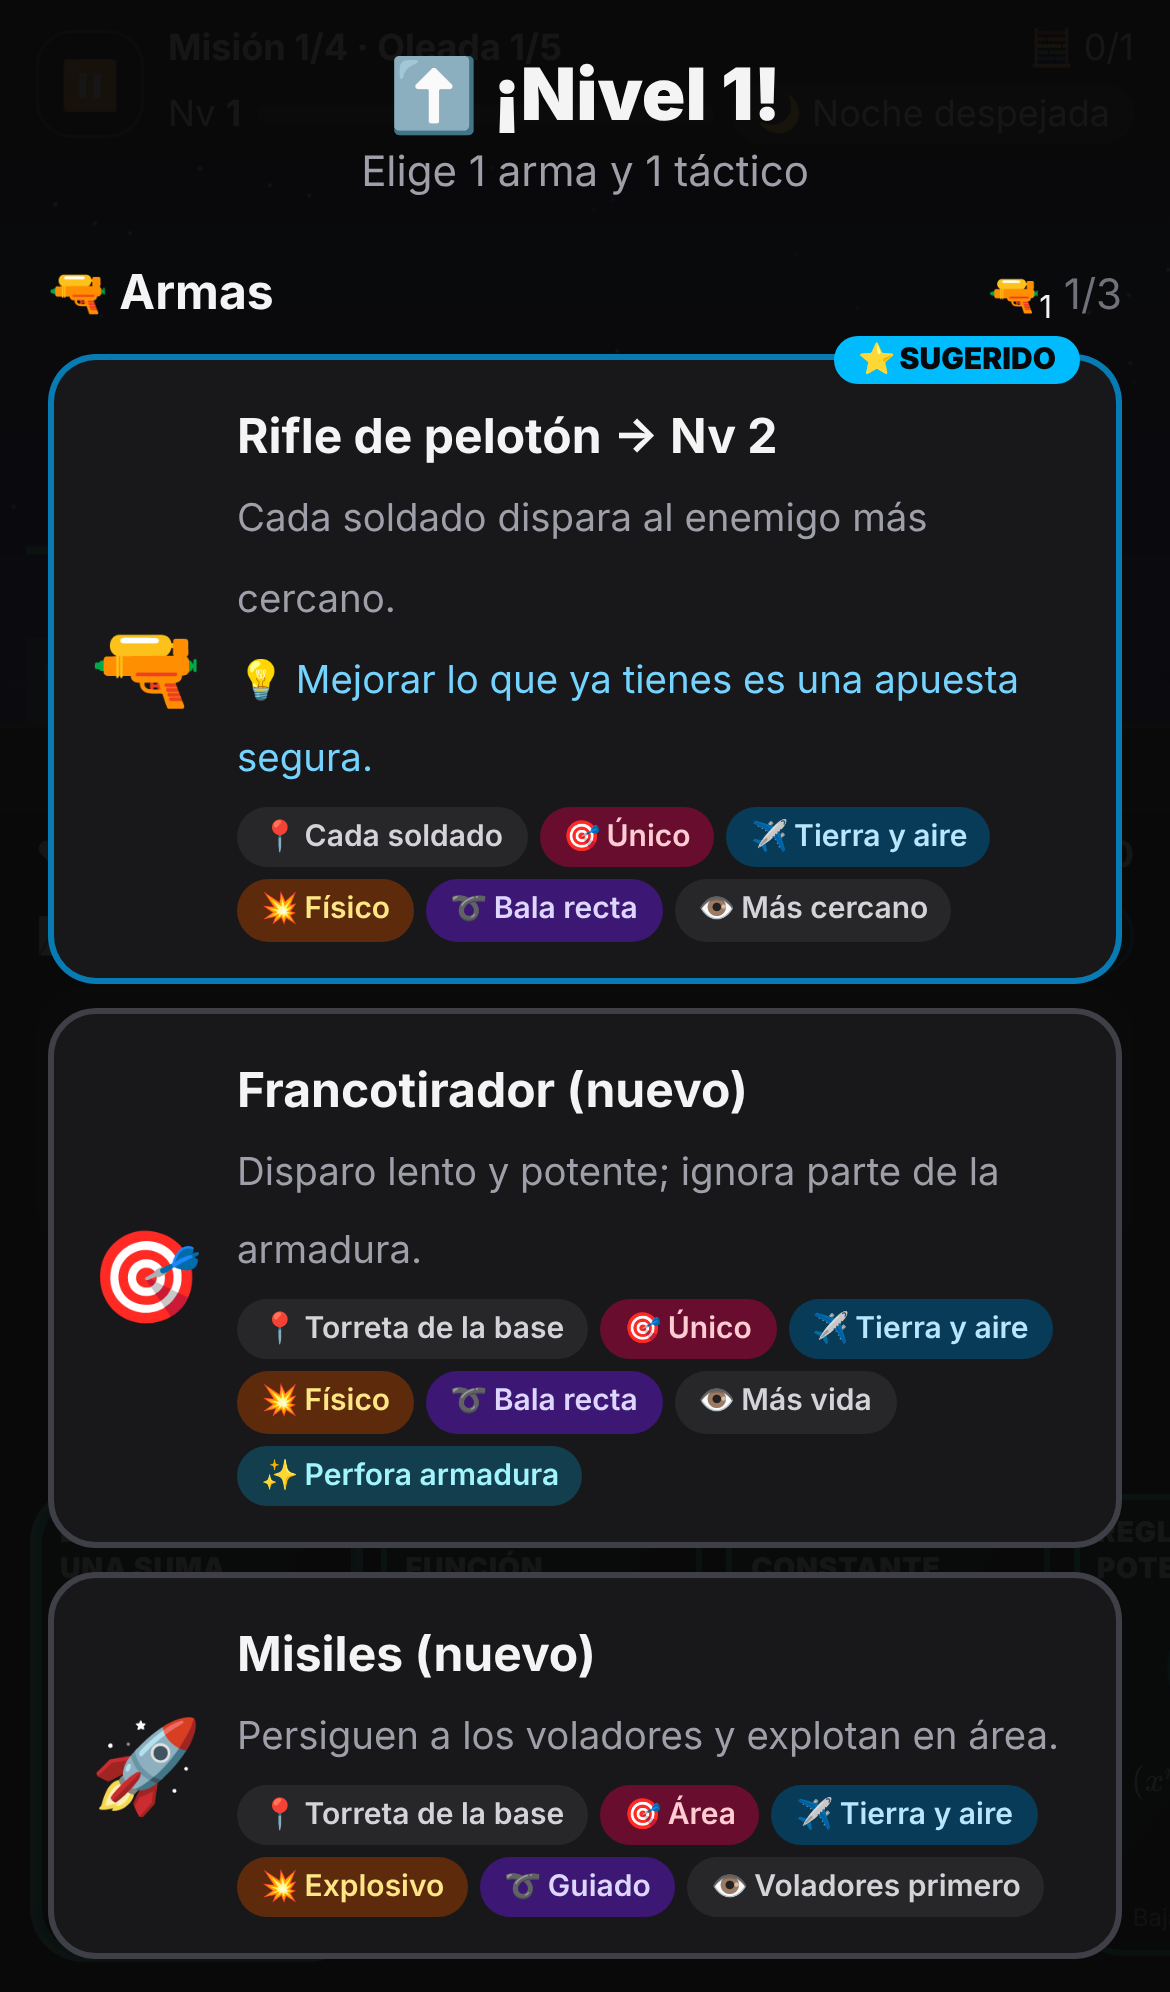 Misión 1/4 · Oleada 1/5
0/1
Nv 1
Noche despejada
¡Nivel 1!
Elige 1 arma y 1 táctico
Armas
1 1/3
SUGERIDO
Rifle de pelotón → Nv 2
Cada soldado dispara al enemigo más
cercano.
Mejorar lo que ya tienes es una apuesta
segura.
Cada soldado
Único
Tierra y aire
Físico
Bala recta
Más cercano
Francotirador (nuevo)
Disparo lento y potente; ignora parte de la
armadura.
Torreta de la base
Único
Tierra y aire
Físico
Bala recta
Más vida
Perfora armadura
UNA SUMA
FUNCIÓN
CONSTANTE
Misiles (nuevo)
Persiguen a los voladores y explotan en área.
Torreta de la base
Área
Tierra y aire
Explosivo
Guiado
Voladores primero